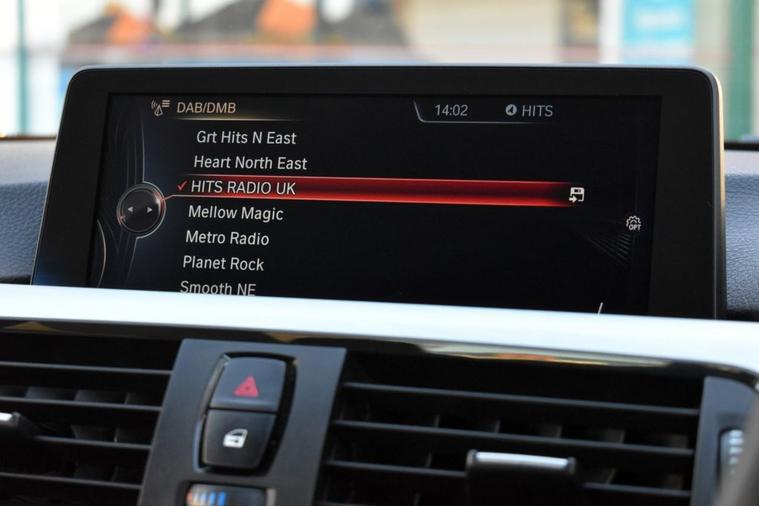 DAB/DMB
14:02
HITS
Grt Hits N East
Heart North East
HITS RADIO UK
Mellow Magic
Metro Radio
Planet Rock
Smooth NE
OPT